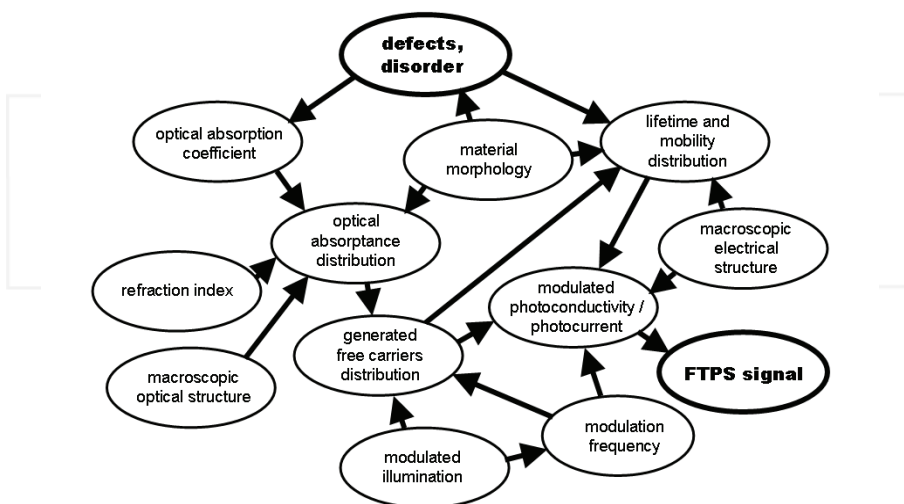 defects,
disorder
optical absorption
coefficient
material
morphology
lifetime and
mobility
distribution
optical
absorptance
distribution
macroscopic
electrical
structure
refraction index
modulated
photoconductivity /
photocurrent
generated
free carriers
distribution
macroscopic
optical structure
FTPS signal
modulation
frequency
modulated
illumination